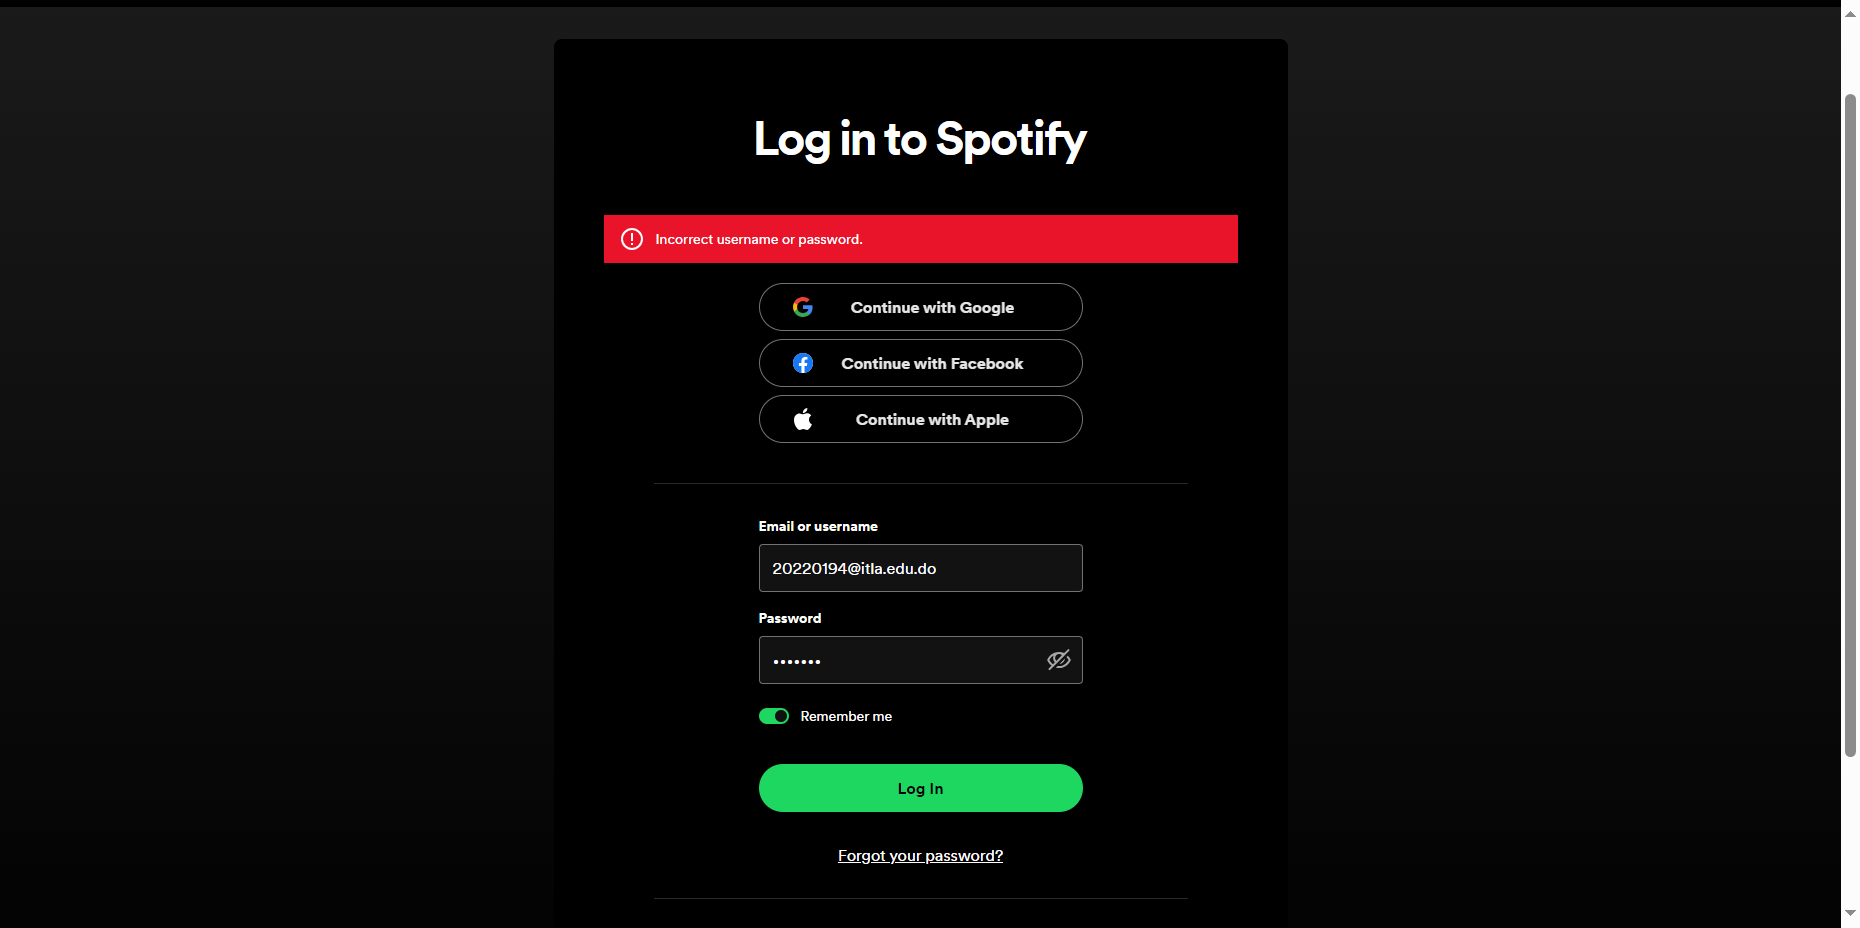 Log in to Spotify
Incorrect username or password.
Continue with Google
Continue with Facebook
Continue with Apple
Email or username
20220194@itla.edu.do
Password
•••••••
Remember me
Log In
Forgot your password?